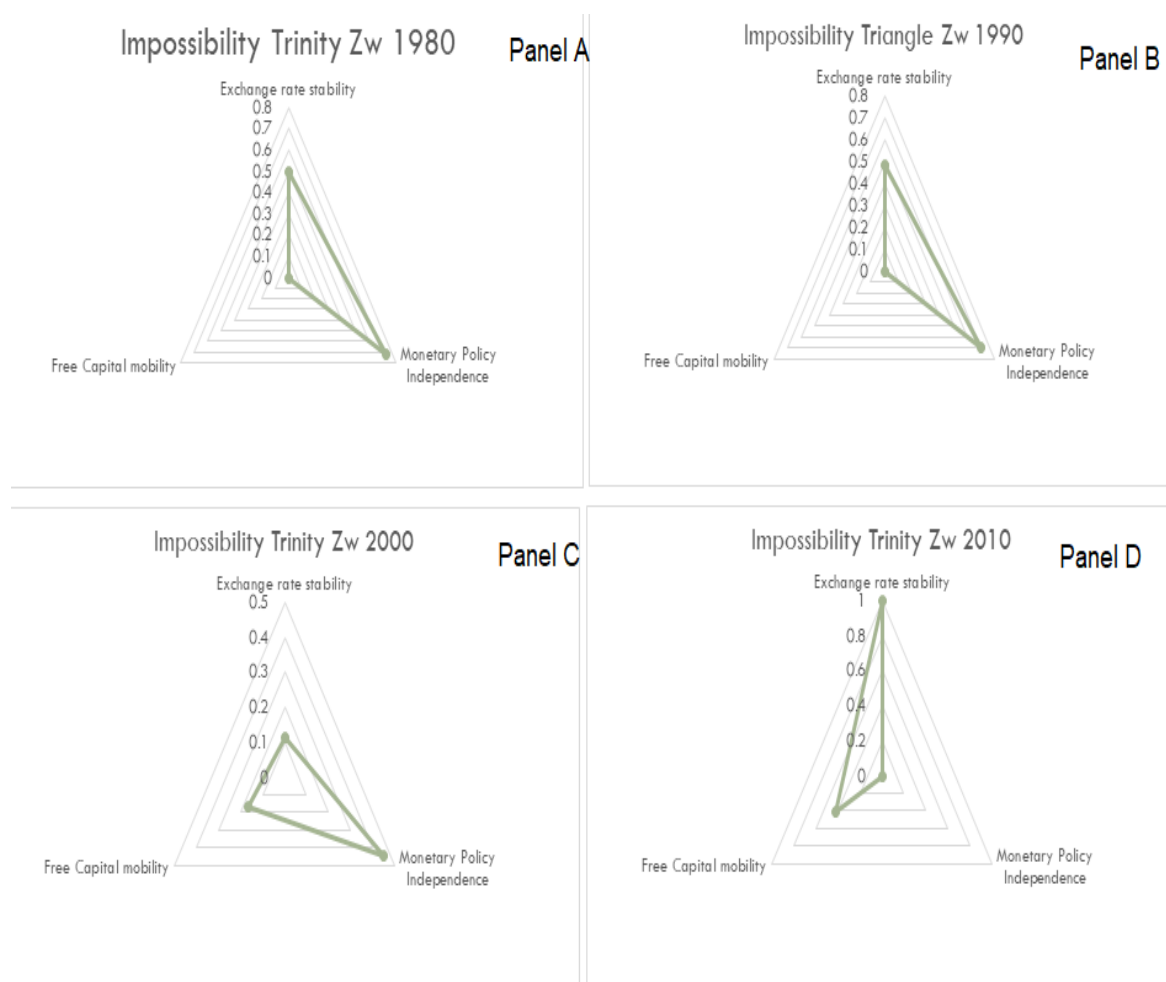 Impossibility Trinity Zw 1980
Panel A
Exchange rate stability
0.8
0.7
0.6
0.5
0.4
0.3
0.2
0.1
0
Free Capital mobility
Monetary Policy
Independence
Impossibility Triangle Zw 1990
Panel B
Exchange rate stability
0.8
0.7
0.6
0.5
0.4
0.3
0.2
0.1
0
Free Capital mobility
Monetary Policy
Independence
Impossibility Trinity Zw 2000
Panel C
Exchange rate stability
0.5
0.4
0.3
0.2
0.1
0
Free Capital mobility
Monetary Policy
Independence
Impossibility Trinity Zw 2010
Panel D
Exchange rate stability
1
0.8
0.6
0.4
0.2
0
Free Capital mobility
Monetary Policy
Independence